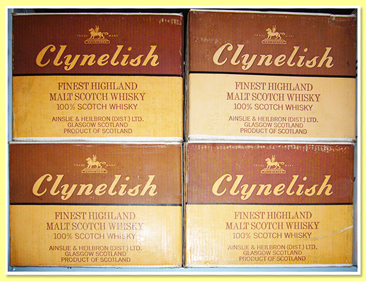 Clynelish
FINEST HIGHLAND
MALT SCOTCH WHISKY
100% SCOTCH WHISKY
AINSLIE & HEILBRON (DIST.) LTD.
GLASGOW SCOTLAND
PRODUCT OF SCOTLAND
Clynelish
FINEST HIGHLAND
MALT SCOTCH WHISKY
100% SCOTCH WHISKY
AINSLIE & HEILBRON (DIST.) LTD.
GLASGOW SCOTLAND
PRODUCT OF SCOTLAND
Clynelish
FINEST HIGHLAND
MALT SCOTCH WHISKY
100% SCOTCH WHISKY
AINSLIE & HEILBRON (DIST.) LTD.
GLASGOW SCOTLAND
PRODUCT OF SCOTLAND
Clynelish
FINEST HIGHLAND
MALT SCOTCH WHISKY
100% SCOTCH WHISKY
AINSLIE & HEILBRON (DIST.) LTD.
GLASGOW SCOTLAND
PRODUCT OF SCOTLAND